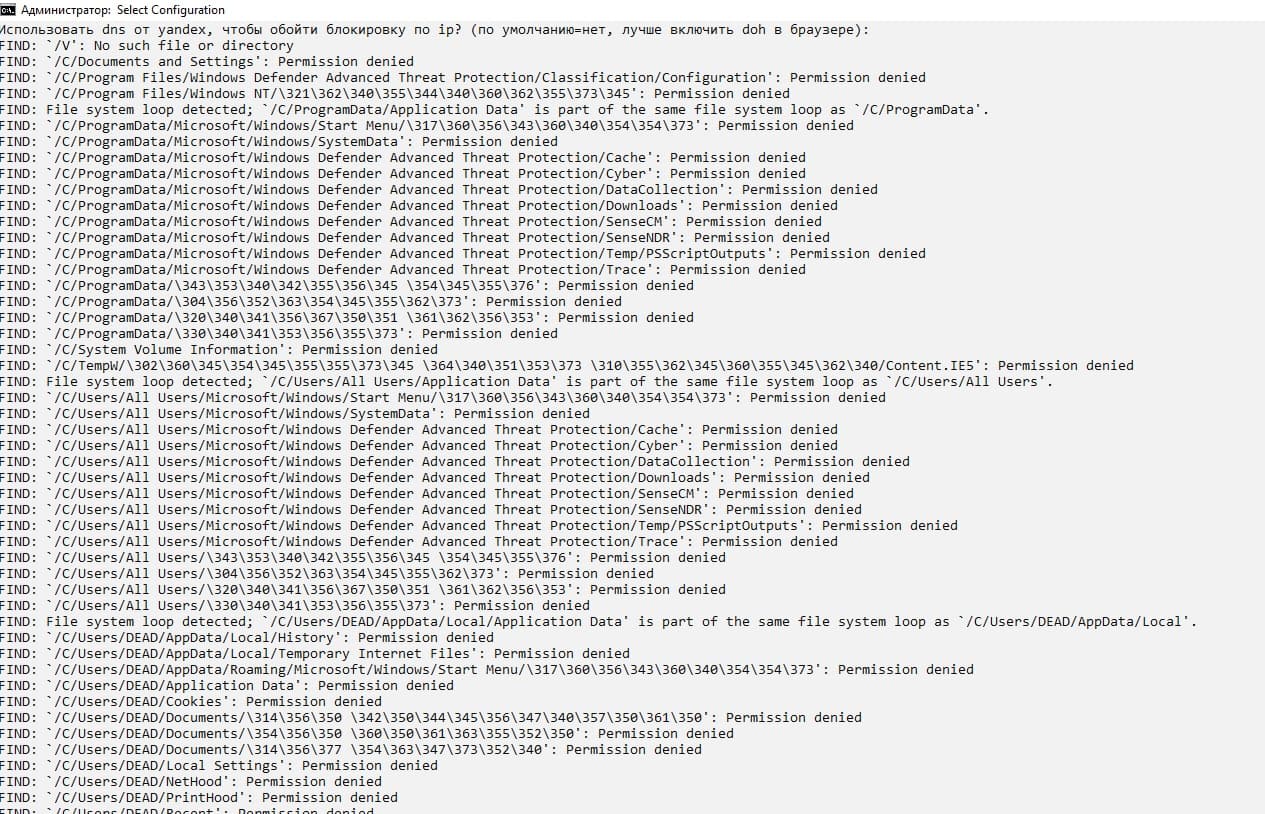 Администратор: Select Configuration
Использовать dns от yandex, чтобы обойти блокировку по ip? (по умолчанию=нет, лучше включить doh в браузере):
FIND: `/V': No such file or directory
FIND: `/C/Documents and Settings': Permission denied
FIND: `/C/Program Files/Windows Defender Advanced Threat Protection/Classification/Configuration': Permission denied
FIND: `/C/Program Files/Windows NT/\321\362\340\355\344\340\360\362\355\373\345': Permission denied
FIND: File system loop detected; `/C/ProgramData/Application Data' is part of the same file system loop as `/C/ProgramData'.
FIND: `/C/ProgramData/Microsoft/Windows/Start Menu/\317\360\356\343\360\340\354\354\373': Permission denied
FIND: `/C/ProgramData/Microsoft/Windows/SystemData': Permission denied
FIND: `/C/ProgramData/Microsoft/Windows Defender Advanced Threat Protection/Cache': Permission denied
FIND: `/C/ProgramData/Microsoft/Windows Defender Advanced Threat Protection/Cyber': Permission denied
FIND: `/C/ProgramData/Microsoft/Windows Defender Advanced Threat Protection/DataCollection': Permission denied
FIND: `/C/ProgramData/Microsoft/Windows Defender Advanced Threat Protection/Downloads': Permission denied
FIND: `/C/ProgramData/Microsoft/Windows Defender Advanced Threat Protection/SenseCM': Permission denied
FIND: `/C/ProgramData/Microsoft/Windows Defender Advanced Threat Protection/SenseNDR': Permission denied
FIND: `/C/ProgramData/Microsoft/Windows Defender Advanced Threat Protection/Temp/PSScriptOutputs': Permission denied
FIND: `/C/ProgramData/Microsoft/Windows Defender Advanced Threat Protection/Trace': Permission denied
FIND: `/C/ProgramData/\343\353\340\342\355\356\345 \354\345\355\376': Permission denied
FIND: `/C/ProgramData/\304\356\352\363\354\345\355\362\373': Permission denied
FIND: `/C/ProgramData/\320\340\341\356\367\350\351 \361\362\356\353': Permission denied
FIND: `/C/ProgramData/\330\340\341\353\356\355\373': Permission denied
FIND: `/C/System Volume Information': Permission denied
FIND: `/C/TempW/\302\360\345\354\345\355\355\373\345 \364\340\351\353\373 \310\355\362\345\360\355\345\362\340/Content.IE5': Permission denied
FIND: File system loop detected; `/C/Users/All Users/Application Data' is part of the same file system loop as `/C/Users/All Users'.
FIND: `/C/Users/All Users/Microsoft/Windows/Start Menu/\317\360\356\343\360\340\354\354\373': Permission denied
FIND: `/C/Users/All Users/Microsoft/Windows/SystemData': Permission denied
FIND: `/C/Users/All Users/Microsoft/Windows Defender Advanced Threat Protection/Cache': Permission denied
FIND: `/C/Users/All Users/Microsoft/Windows Defender Advanced Threat Protection/Cyber': Permission denied
FIND: `/C/Users/All Users/Microsoft/Windows Defender Advanced Threat Protection/DataCollection': Permission denied
FIND: `/C/Users/All Users/Microsoft/Windows Defender Advanced Threat Protection/Downloads': Permission denied
FIND: `/C/Users/All Users/Microsoft/Windows Defender Advanced Threat Protection/SenseCM': Permission denied
FIND: `/C/Users/All Users/Microsoft/Windows Defender Advanced Threat Protection/SenseNDR': Permission denied
FIND: `/C/Users/All Users/Microsoft/Windows Defender Advanced Threat Protection/Temp/PSScriptOutputs': Permission denied
FIND: `/C/Users/All Users/Microsoft/Windows Defender Advanced Threat Protection/Trace': Permission denied
FIND: `/C/Users/All Users/\343\353\340\342\355\356\345 \354\345\355\376': Permission denied
FIND: `/C/Users/All Users/\304\356\352\363\354\345\355\362\373': Permission denied
FIND: `/C/Users/All Users/\320\340\341\356\367\350\351 \361\362\356\353': Permission denied
FIND: `/C/Users/All Users/\330\340\341\353\356\355\373': Permission denied
FIND: File system loop detected; `/C/Users/DEAD/AppData/Local/Application Data' is part of the same file system loop as `/C/Users/DEAD/AppData/Local'.
FIND: `/C/Users/DEAD/AppData/Local/History': Permission denied
FIND: `/C/Users/DEAD/AppData/Local/Temporary Internet Files': Permission denied
FIND: `/C/Users/DEAD/AppData/Roaming/Microsoft/Windows/Start Menu/\317\360\356\343\360\340\354\354\373': Permission denied
FIND: `/C/Users/DEAD/Application Data': Permission denied
FIND: `/C/Users/DEAD/Cookies': Permission denied
FIND: `/C/Users/DEAD/Documents/\314\356\350 \342\350\344\345\356\347\340\357\350\361\350': Permission denied
FIND: `/C/Users/DEAD/Documents/\354\356\350 \360\350\361\363\355\352\350': Permission denied
FIND: `/C/Users/DEAD/Documents/\314\356\377 \354\363\347\373\352\340': Permission denied
FIND: `/C/Users/DEAD/Local Settings': Permission denied
FIND: `/C/Users/DEAD/NetHood': Permission denied
FIND: `/C/Users/DEAD/PrintHood': Permission denied
FIND: `/C/Users/DEAD/Recent': Permission denied